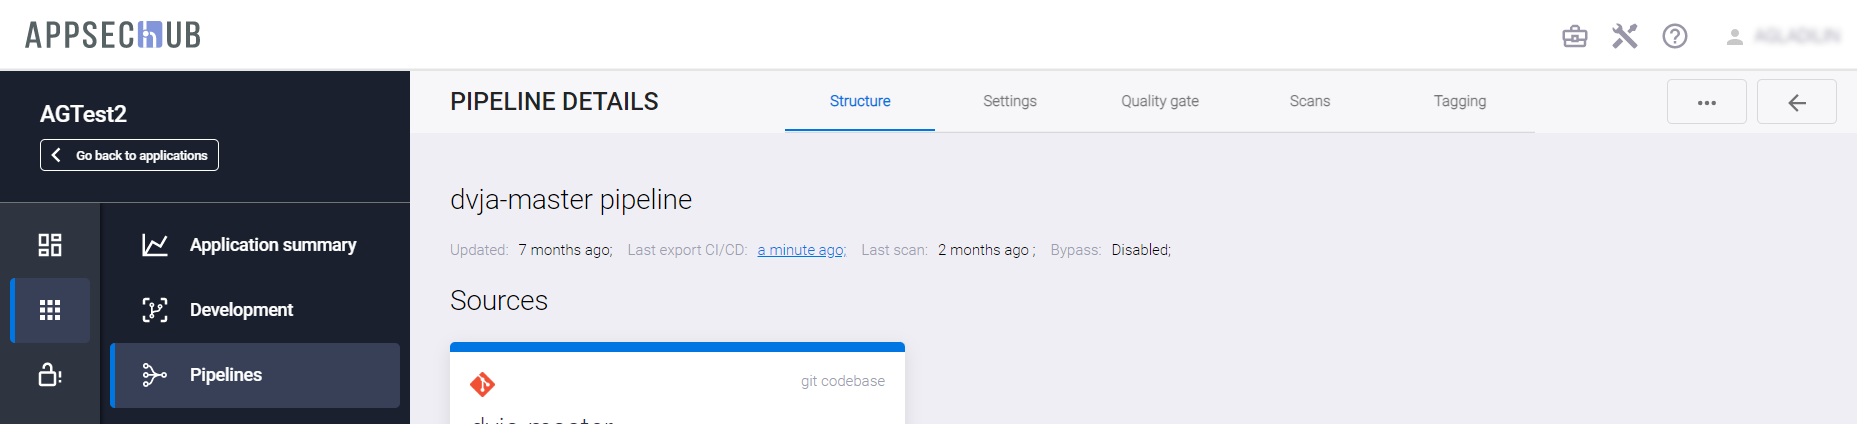 APPSECHUB
AGTest2
Go back to applications
Application summary
Development
Pipelines
PIPELINE DETAILS Structure Settings Quality gate Scans Tagging
dvja-master pipeline
Updated: 7 months ago; Last export CI/CD: a minute ago; Last scan: 2 months ago ; Bypass: Disabled;
Sources
git codebase
dvja-master